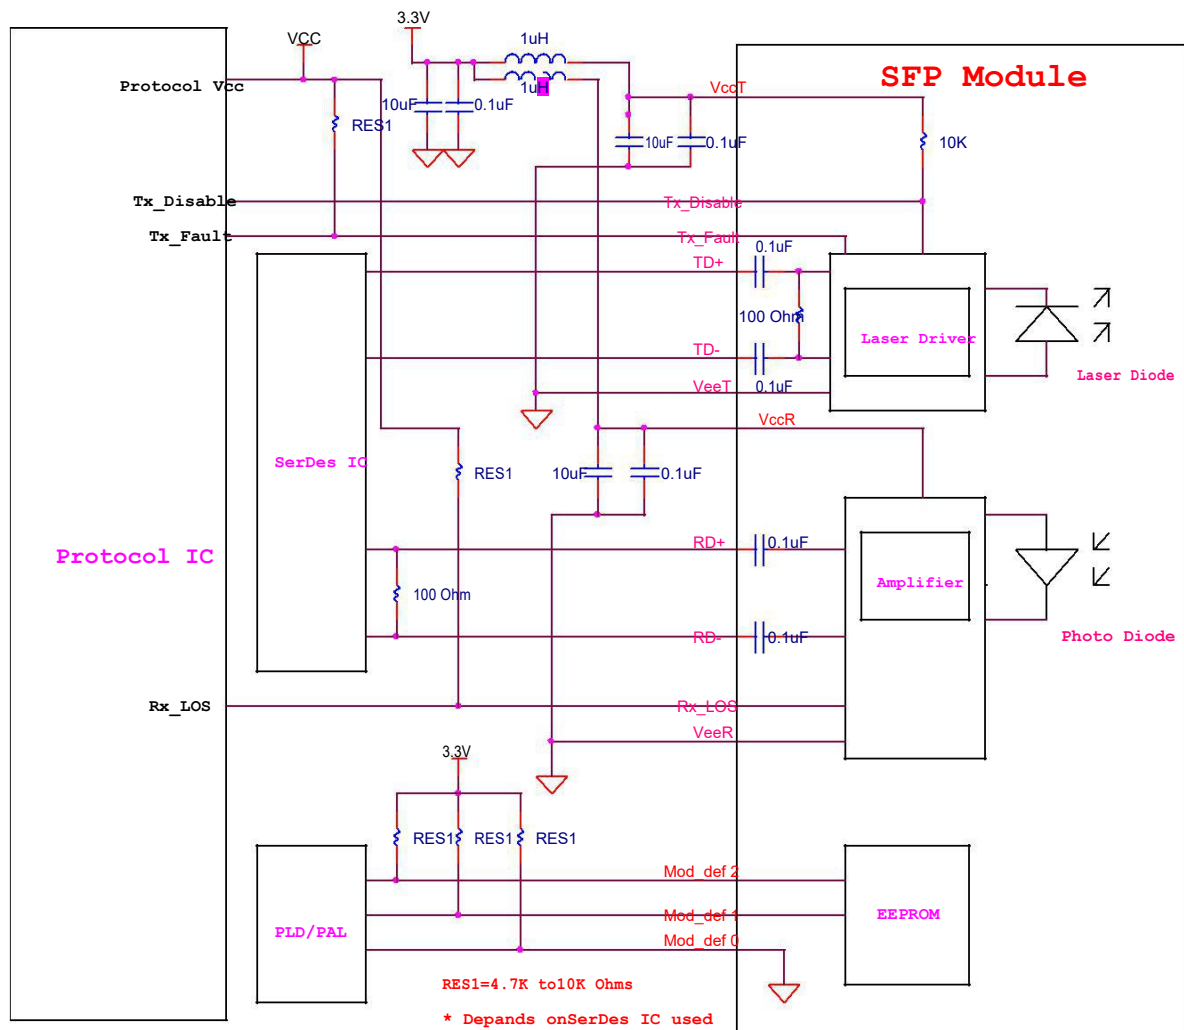 3.3V
VCC
1uH
SFP Module
Protocol Vcc
1uH
VccT
10uF
0.1uF
RES1
10uF
0.1uF
10K
Tx_Disable
Tx_Disable
Tx_Fault
Tx_Fault
0.1uF
TD+
100 Ohm
Laser Driver
TD-
Laser Diode
VeeT
0.1uF
VccR
SerDes IC
RES1
10uF
0.1uF
RD+
0.1uF
Protocol IC
Amplifier
100 Ohm
RD-
0.1uF
Photo Diode
Rx_LOS
Rx_LOS
VeeR
3.3V
RES1
RES1
RES1
Mod_def 2
Mod_def 1
EEPROM
PLD/PAL
Mod_def 0
RES1=4.7K to10K Ohms
* Depands onSerDes IC used